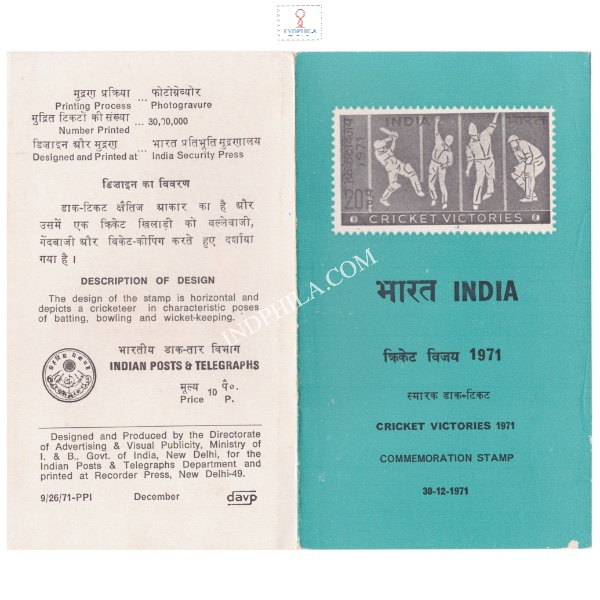 INDPHILA
मुद्रण प्रक्रिया ... फोटोग्रेव्योर
Printing Process Photogravure
मुद्रित टिकटों की संख्या ... 30,00,000
Number Printed
डिजाइन और मुद्रण ... भारत प्रतिभूति मुद्रणालय
Designed and Printed at India Security Press
डिजाइन का विवरण
डाक-टिकट क्षैतिज आकार का है और
उसमें एक क्रिकेट खिलाड़ी को बल्लेबाजी,
गेंदबाजी और विकेट-कीपिंग करते हुए दर्शाया
गया है।
DESCRIPTION OF DESIGN
The design of the stamp is horizontal and
depicts a cricketeer in characteristic poses
of batting, bowling and wicket-keeping.
भारतीय डाक-तार विभाग
INDIAN POSTS & TELEGRAPHS
मूल्य 10 पै०
Price P.
Designed and Produced by the Directorate
of Advertising & Visual Publicity, Ministry of
I. & B., Govt. of India, New Delhi, for the
Indian Posts & Telegraphs Department and
printed at Recorder Press, New Delhi-49.
9/26/71-PPI December davp
INDIA भारत
क्रिकेट विजय 1971
20 P
CRICKET VICTORIES
भारत INDIA
क्रिकेट विजय 1971
स्मारक डाक-टिकट
CRICKET VICTORIES 1971
COMMEMORATION STAMP
30-12-1971
INDPHILA.COM